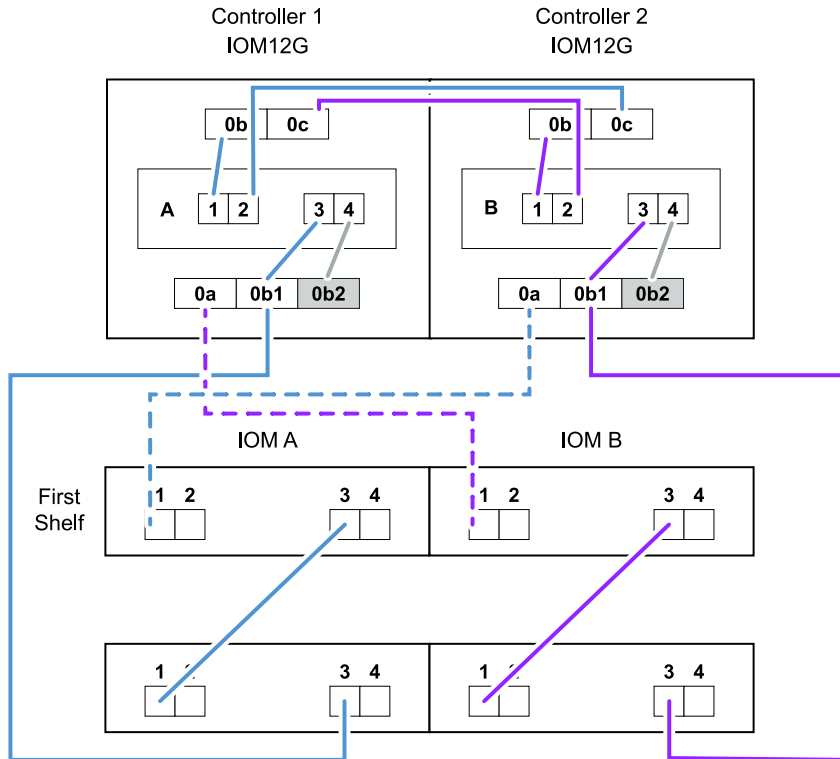 Controller 1 Controller 2
IOM12G IOM12G
0b 0c 0b 0c
A 1 2 3 4 B 1 2 3 4
0a 0b1 0b2 0a 0b1 0b2
IOM A IOM B
First
Shelf
1 2 3 4 1 2 3 4
1 3 4 1 3 4